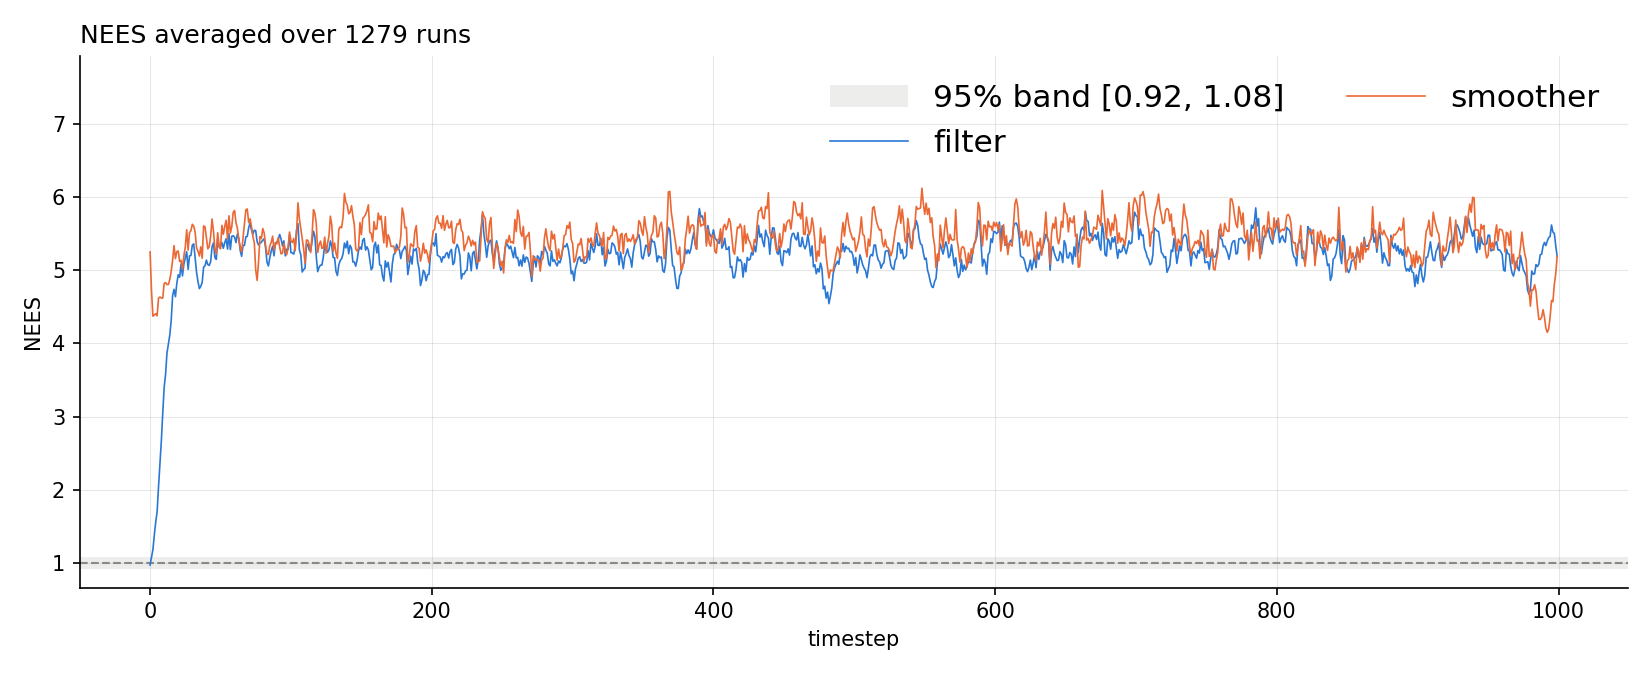 NEES averaged over 1279 runs
95% band [0.92, 1.08]
smoother
filter
NEES
7
6
5
4
3
2
1
0
200
400
600
800
1000
timestep